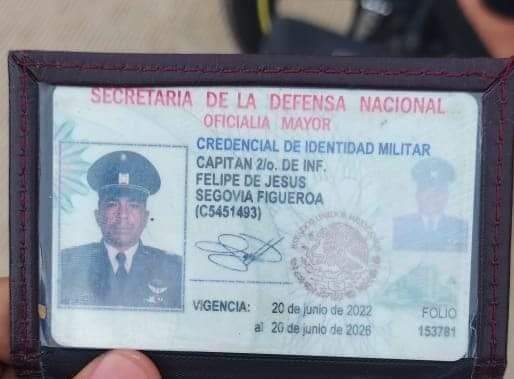 SECRETARIA DE LA DEFENSA NACIONAL
OFICIALIA MAYOR
CREDENCIAL DE IDENTIDAD MILITAR
CAPITAN 2/o. DE INF.
FELIPE DE JESUS
SEGOVIA FIGUEROA
(C5451493)
VIGENCIA: 20 de junio de 2022
al 20 de junio de 2026
FOLIO
153781